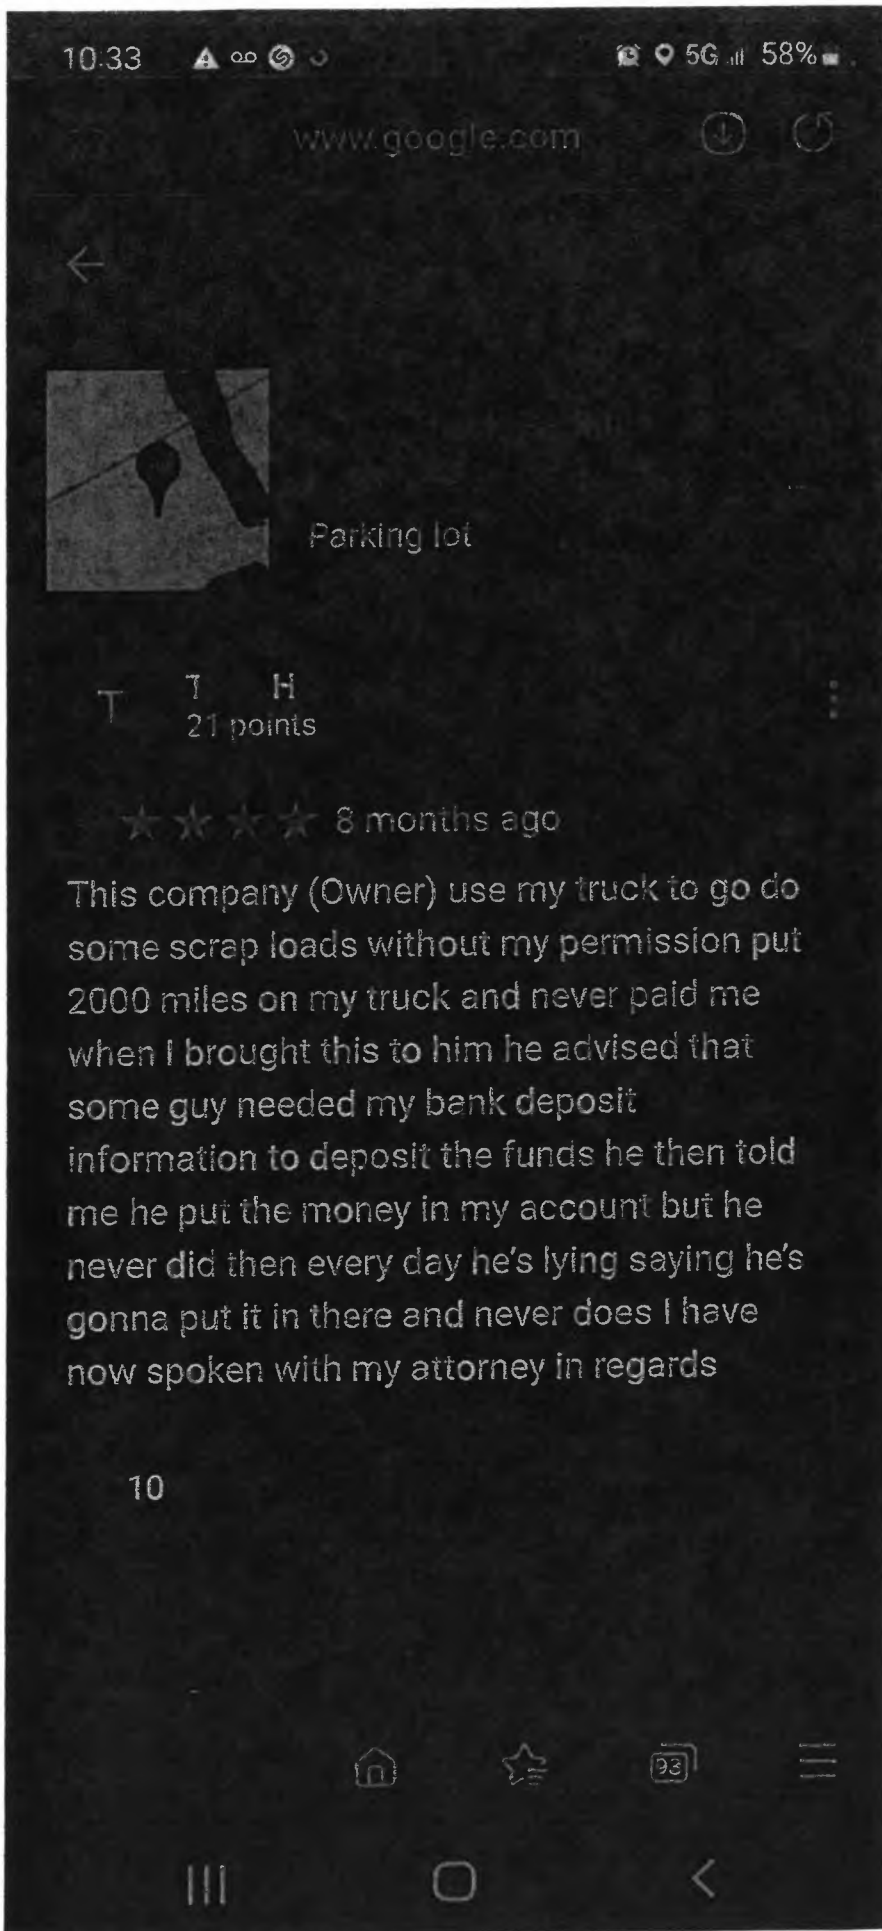 10:33 5G 58%
www.google.com
Parking lot
T
T H
21 points
8 months ago
This company (Owner) use my truck to go do
some scrap loads without my permission put
2000 miles on my truck and never paid me
when I brought this to him he advised that
some guy needed my bank deposit
information to deposit the funds he then told
me he put the money in my account but he
never did then every day he's lying saying he's
gonna put it in there and never does I have
now spoken with my attorney in regards
10
93